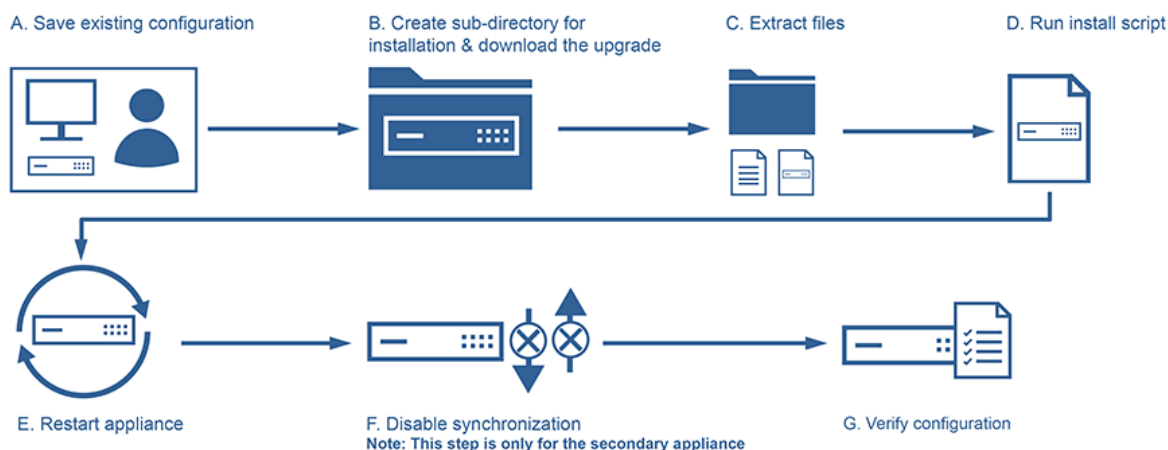 A. Save existing configuration
B. Create sub-directory for
installation & download the upgrade
C. Extract files
D. Run install script
E. Restart appliance
F. Disable synchronization
Note: This step is only for the secondary appliance
G. Verify configuration